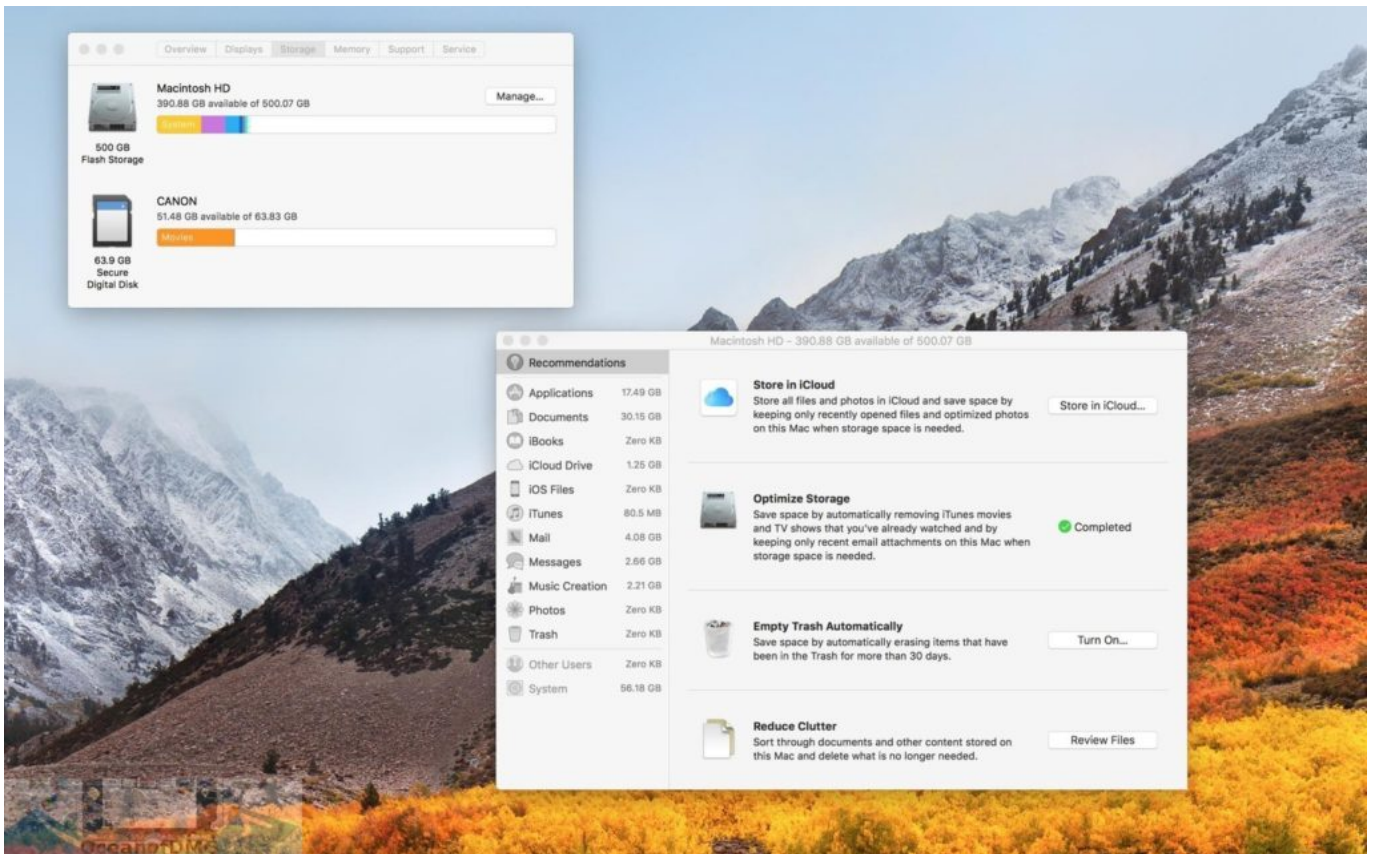 Overview Displays Storage Memory Support Service
Macintosh HD
390.88 GB available of 500.07 GB
Manage...
System
500 GB
Flash Storage
CANON
51.48 GB available of 63.83 GB
Movies
63.9 GB
Secure
Digital Disk
Macintosh HD - 390.88 GB available of 500.07 GB
Recommendations
Applications 17.49 GB
Documents 30.15 GB
iBooks Zero KB
iCloud Drive 1.25 GB
iOS Files Zero KB
iTunes 80.5 MB
Mail 4.08 GB
Messages 2.66 GB
Music Creation 2.21 GB
Photos Zero KB
Trash Zero KB
Other Users Zero KB
System 56.18 GB
Store in iCloud
Store all files and photos in iCloud and save space by
keeping only recently opened files and optimized photos
on this Mac when storage space is needed.
Store in iCloud...
Optimize Storage
Save space by automatically removing iTunes movies
and TV shows that you've already watched and by
keeping only recent email attachments on this Mac when
storage space is needed.
Completed
Empty Trash Automatically
Save space by automatically erasing items that have
been in the Trash for more than 30 days.
Turn On...
Reduce Clutter
Sort through documents and other content stored on
this Mac and delete what is no longer needed.
Review Files